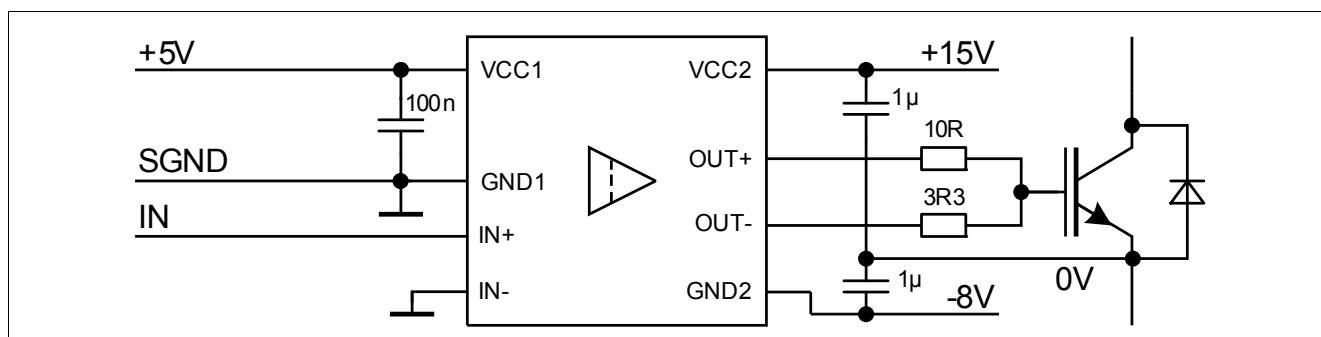 +5V
VCC1
VCC2
+15V
100n
1µ
10R
SGND
GND1
OUT+
3R3
IN
IN+
OUT-
0V
IN-
GND2
1µ
-8V